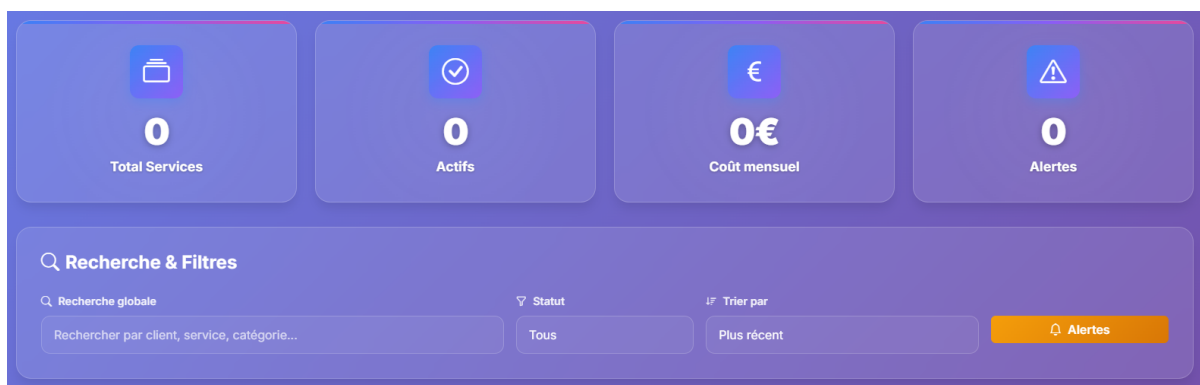 €
0
Total Services
0
Actifs
0€
Coût mensuel
0
Alertes
Recherche & Filtres
Recherche globale
Rechercher par client, service, catégorie...
Statut
Tous
Trier par
Plus récent
Alertes